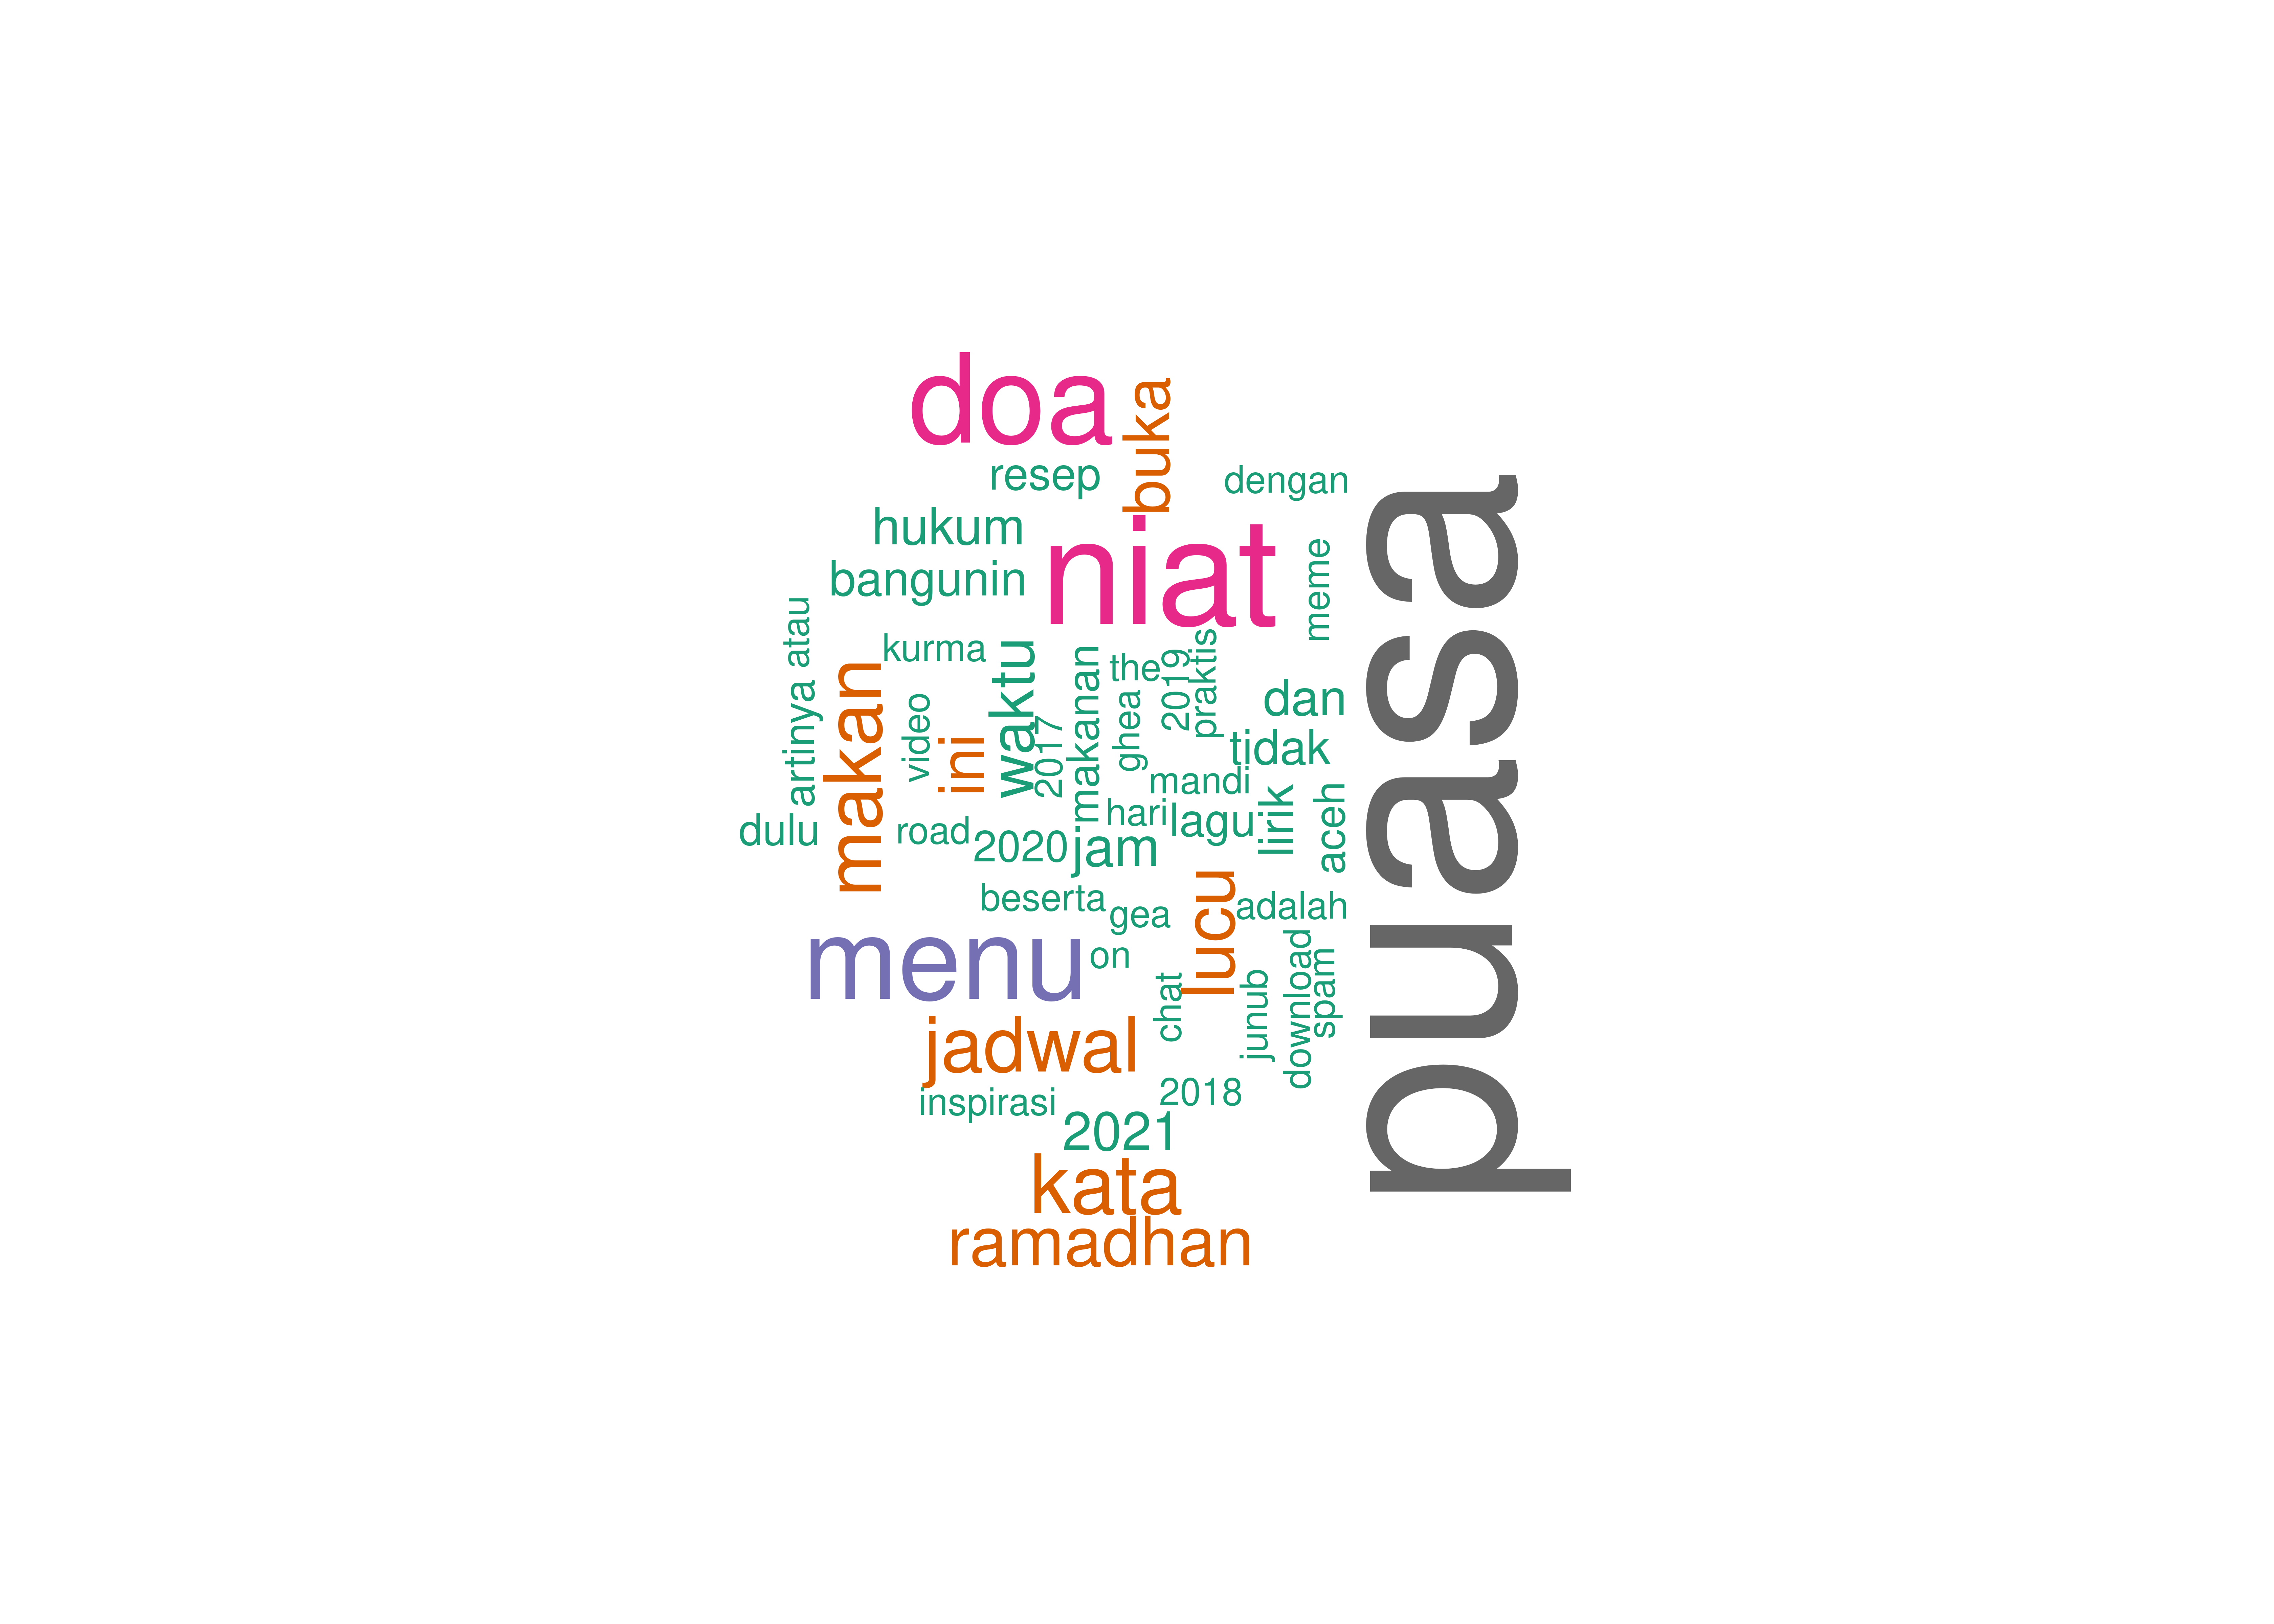 doa
buka
resep
dengan
hukum
niat
bangunin
meme
puasa
atau
kurma
waktu
makanan
the
2019
praktis
makan
artinya
video
ini
2017
ghea
dan
tidak
mandi
hari
lagu
lirik
aceh
dulu
road
2020
jam
beserta
gea
lucu
adalah
menu
on
chat
junub
download
spam
jadwal
inspirasi
2018
2021
kata
ramadhan